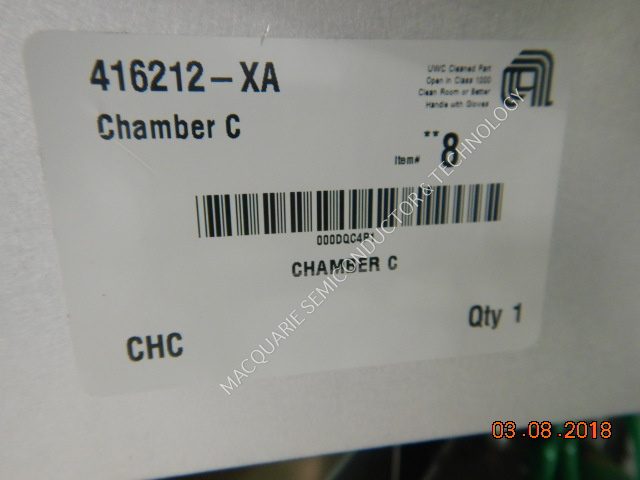 416212-XA
Chamber C
UWC Cleaned Part
Open in Class 1000
Clean Room or Better
Handle with Gloves
Item# **8
000DQC4P1
CHAMBER C
CHC
Qty 1
MACQUARIE SEMICONDUCTOR & TECHNOLOGY
03.08.2018